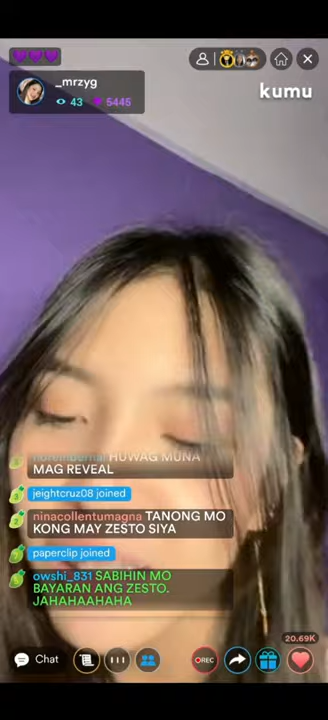 _mrzyg
43 5445
kumu
HUWAG MUNA
MAG REVEAL
jeightcruz08 joined
ninacollentumagna TANONG MO
KONG MAY ZESTO SIYA
paperclip joined
owshi_831 SABIHIN MO
BAYARAN ANG ZESTO.
JAHAHAAHAHA
20.69K
Chat
REC